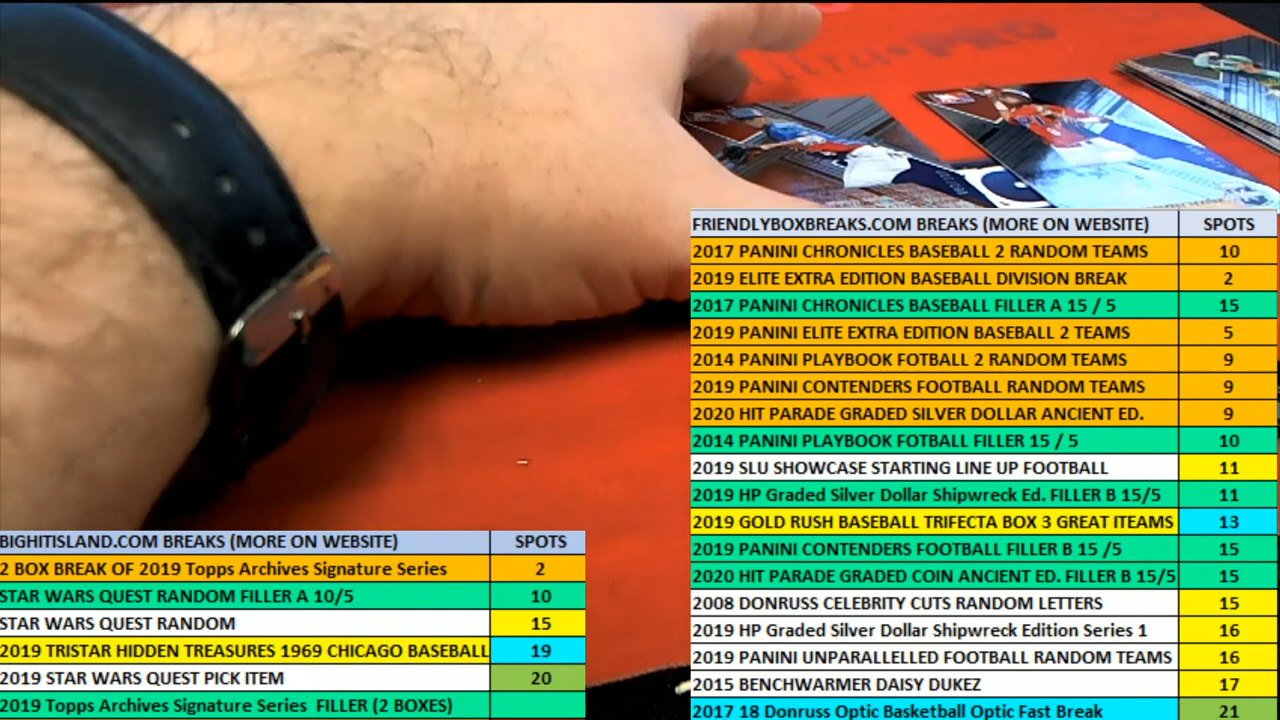 PRO
FRIENDLYBOXBREAKS.COM BREAKS (MORE ON WEBSITE) SPOTS
2017 PANINI CHRONICLES BASEBALL 2 RANDOM TEAMS 10
2019 ELITE EXTRA EDITION BASEBALL DIVISION BREAK 2
2017 PANINI CHRONICLES BASEBALL FILLER A 15 / 5 15
2019 PANINI ELITE EXTRA EDITION BASEBALL 2 TEAMS 5
2014 PANINI PLAYBOOK FOTBALL 2 RANDOM TEAMS 9
2019 PANINI CONTENDERS FOOTBALL RANDOM TEAMS 9
2020 HIT PARADE GRADED SILVER DOLLAR ANCIENT ED. 9
2014 PANINI PLAYBOOK FOTBALL FILLER 15 / 5 10
2019 SLU SHOWCASE STARTING LINE UP FOOTBALL 11
2019 HP Graded Silver Dollar Shipwreck Ed. FILLER B 15/5 11
2019 GOLD RUSH BASEBALL TRIFECTA BOX 3 GREAT ITEAMS 13
2019 PANINI CONTENDERS FOOTBALL FILLER B 15 /5 15
2020 HIT PARADE GRADED COIN ANCIENT ED. FILLER B 15/5 15
2008 DONRUSS CELEBRITY CUTS RANDOM LETTERS 15
2019 HP Graded Silver Dollar Shipwreck Edition Series 1 16
2019 PANINI UNPARALLELLED FOOTBALL RANDOM TEAMS 16
2015 BENCHWARMER DAISY DUKEZ 17
2017 18 Donruss Optic Basketball Optic Fast Break 21
BIGHITISLAND.COM BREAKS (MORE ON WEBSITE) SPOTS
2 BOX BREAK OF 2019 Topps Archives Signature Series 2
STAR WARS QUEST RANDOM FILLER A 10/5 10
STAR WARS QUEST RANDOM 15
2019 TRISTAR HIDDEN TREASURES 1969 CHICAGO BASEBALL 19
2019 STAR WARS QUEST PICK ITEM 20
2019 Topps Archives Signature Series FILLER (2 BOXES)